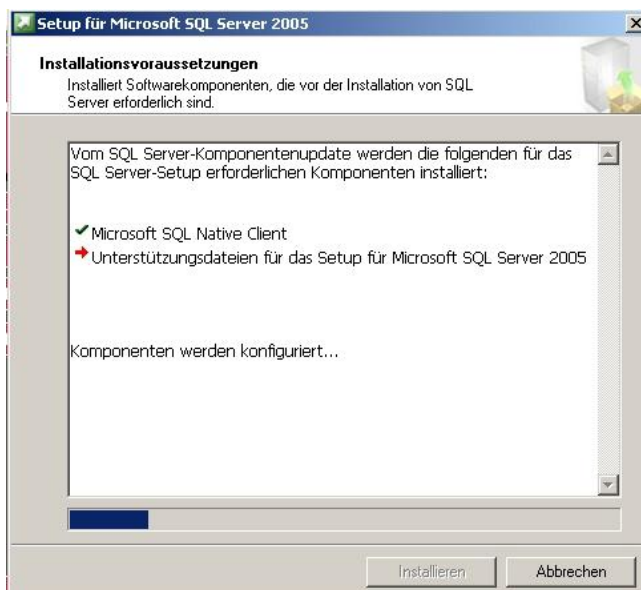 Setup für Microsoft SQL Server 2005
Installationsvoraussetzungen
Installiert Softwarekomponenten, die vor der Installation von SQL
Server erforderlich sind.
Vom SQL Server-Komponentenupdate werden die folgenden für das
SQL Server-Setup erforderlichen Komponenten installiert:
Microsoft SQL Native Client
Unterstützungsdateien für das Setup für Microsoft SQL Server 2005
Komponenten werden konfiguriert...
Installieren
Abbrechen